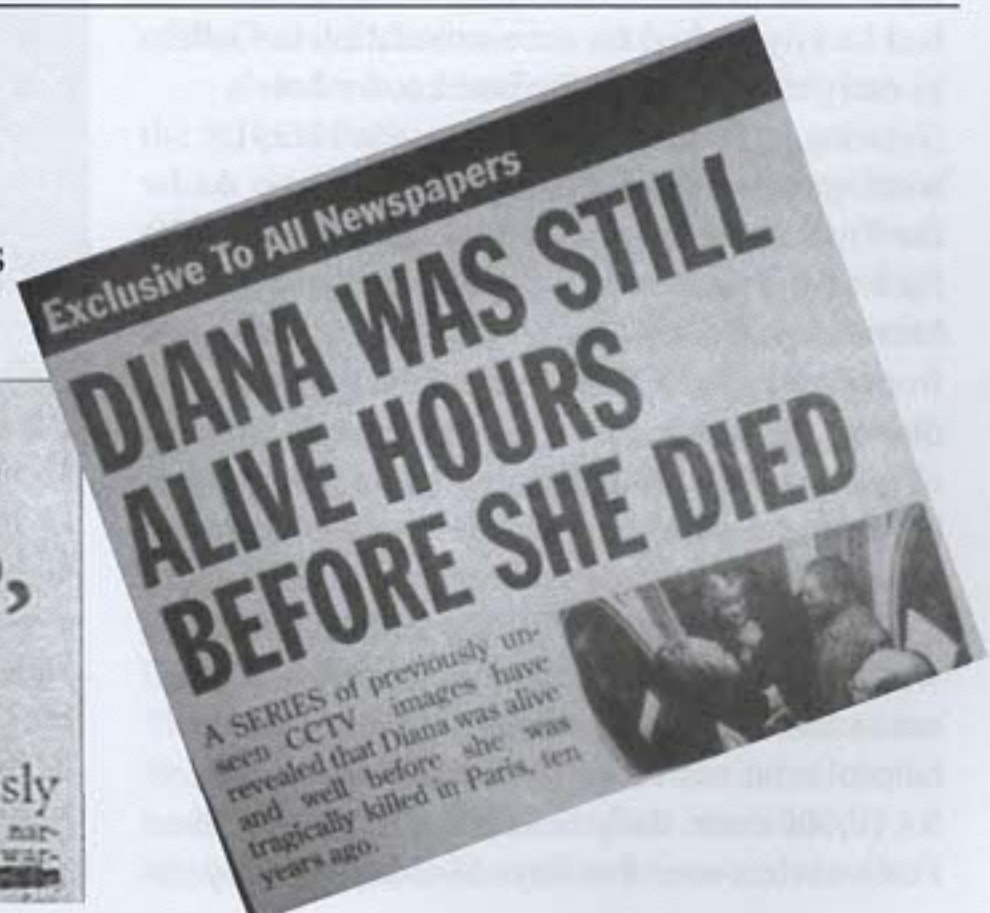 Exclusive To All Newspapers
DIANA WAS STILL
ALIVE HOURS
BEFORE SHE DIED
A SERIES of previously un-
seen CCTV images have
revealed that Diana was alive
and well before she was
tragically killed in Paris, ten
years ago.
sly